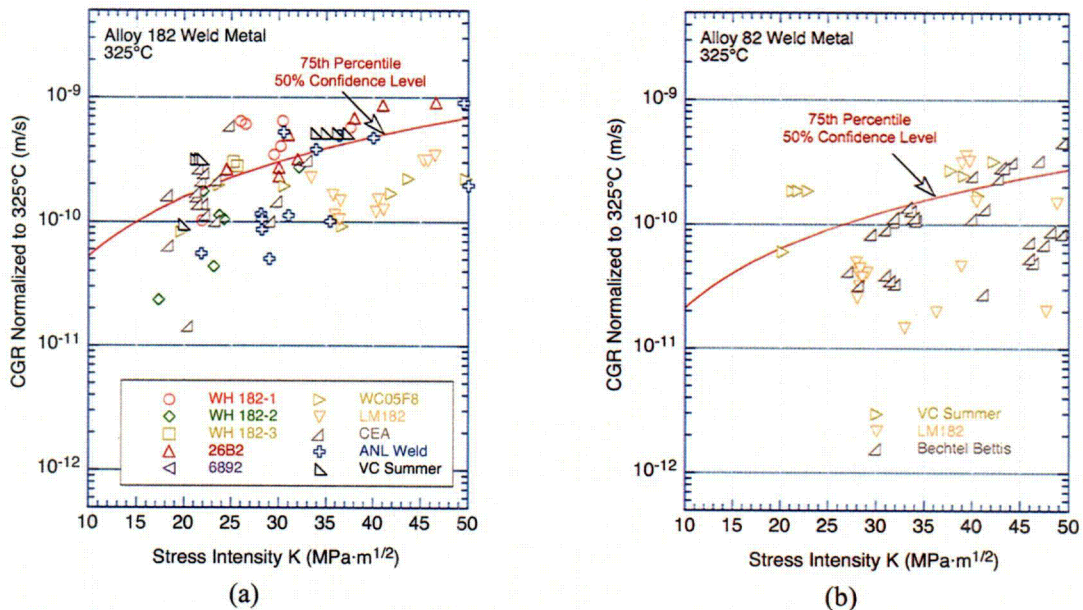 Alloy 182 Weld Metal
325°C
75th Percentile
50% Confidence Level
CGR Normalized to 325°C (m/s)
10-9
10-10
10-11
10-12
WH 182-1
WH 182-2
WH 182-3
26B2
6892
WC05F8
LM182
CEA
ANL Weld
VC Summer
10 15 20 25 30 35 40 45 50
Stress Intensity K (MPa·m1/2)
(a)
Alloy 82 Weld Metal
325°C
75th Percentile
50% Confidence Level
CGR Normalized to 325°C (m/s)
10-9
10-10
10-11
10-12
VC Summer
LM182
Bechtel Bettis
10 15 20 25 30 35 40 45 50
Stress Intensity K (MPa·m1/2)
(b)